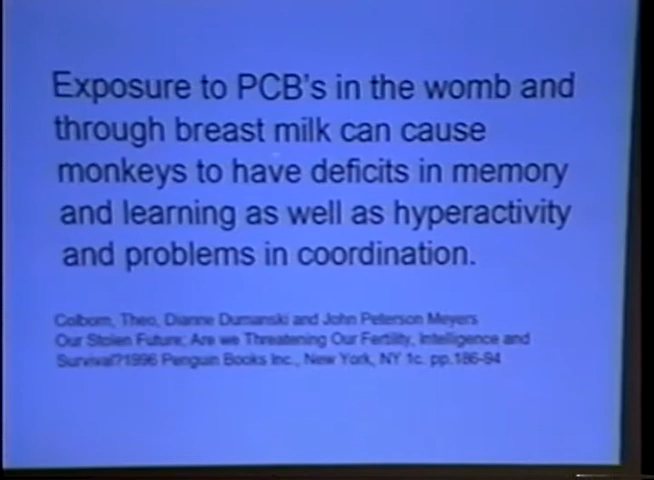 Exposure to PCB's in the womb and
through breast milk can cause
monkeys to have deficits in memory
and learning as well as hyperactivity
and problems in coordination.
Colborn, Theo, Dianne Dumanski and John Peterson Meyers
Our Stolen Future; Are we Threatening Our Fertility, Intelligence and
Survival?1996 Penguin Books Inc., New York, NY 1c. pp.186-94